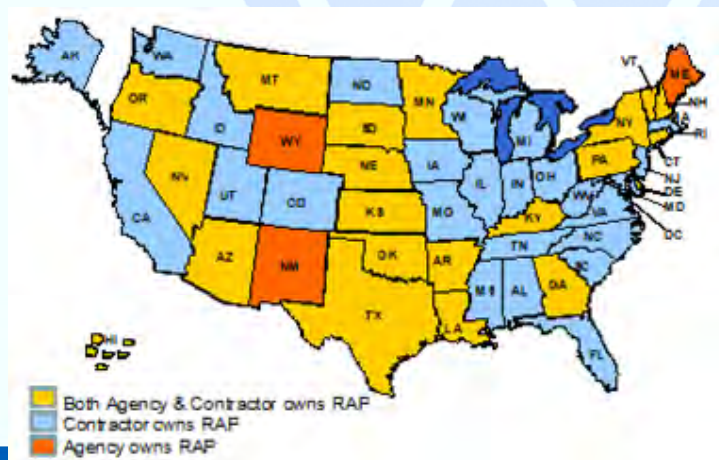 AK
WA
MT
ND
MN
VT
ME
OR
ID
WY
SD
WI
MI
NY
NH
RI
NV
UT
CO
NE
IA
IL
IN
OH
PA
CT
NJ
DE
MD
DC
CA
KS
MO
KY
WV
VA
AZ
NM
OK
AR
TN
NC
SC
TX
LA
MS
AL
GA
FL
HI
Both Agency & Contractor owns RAP
Contractor owns RAP
Agency owns RAP